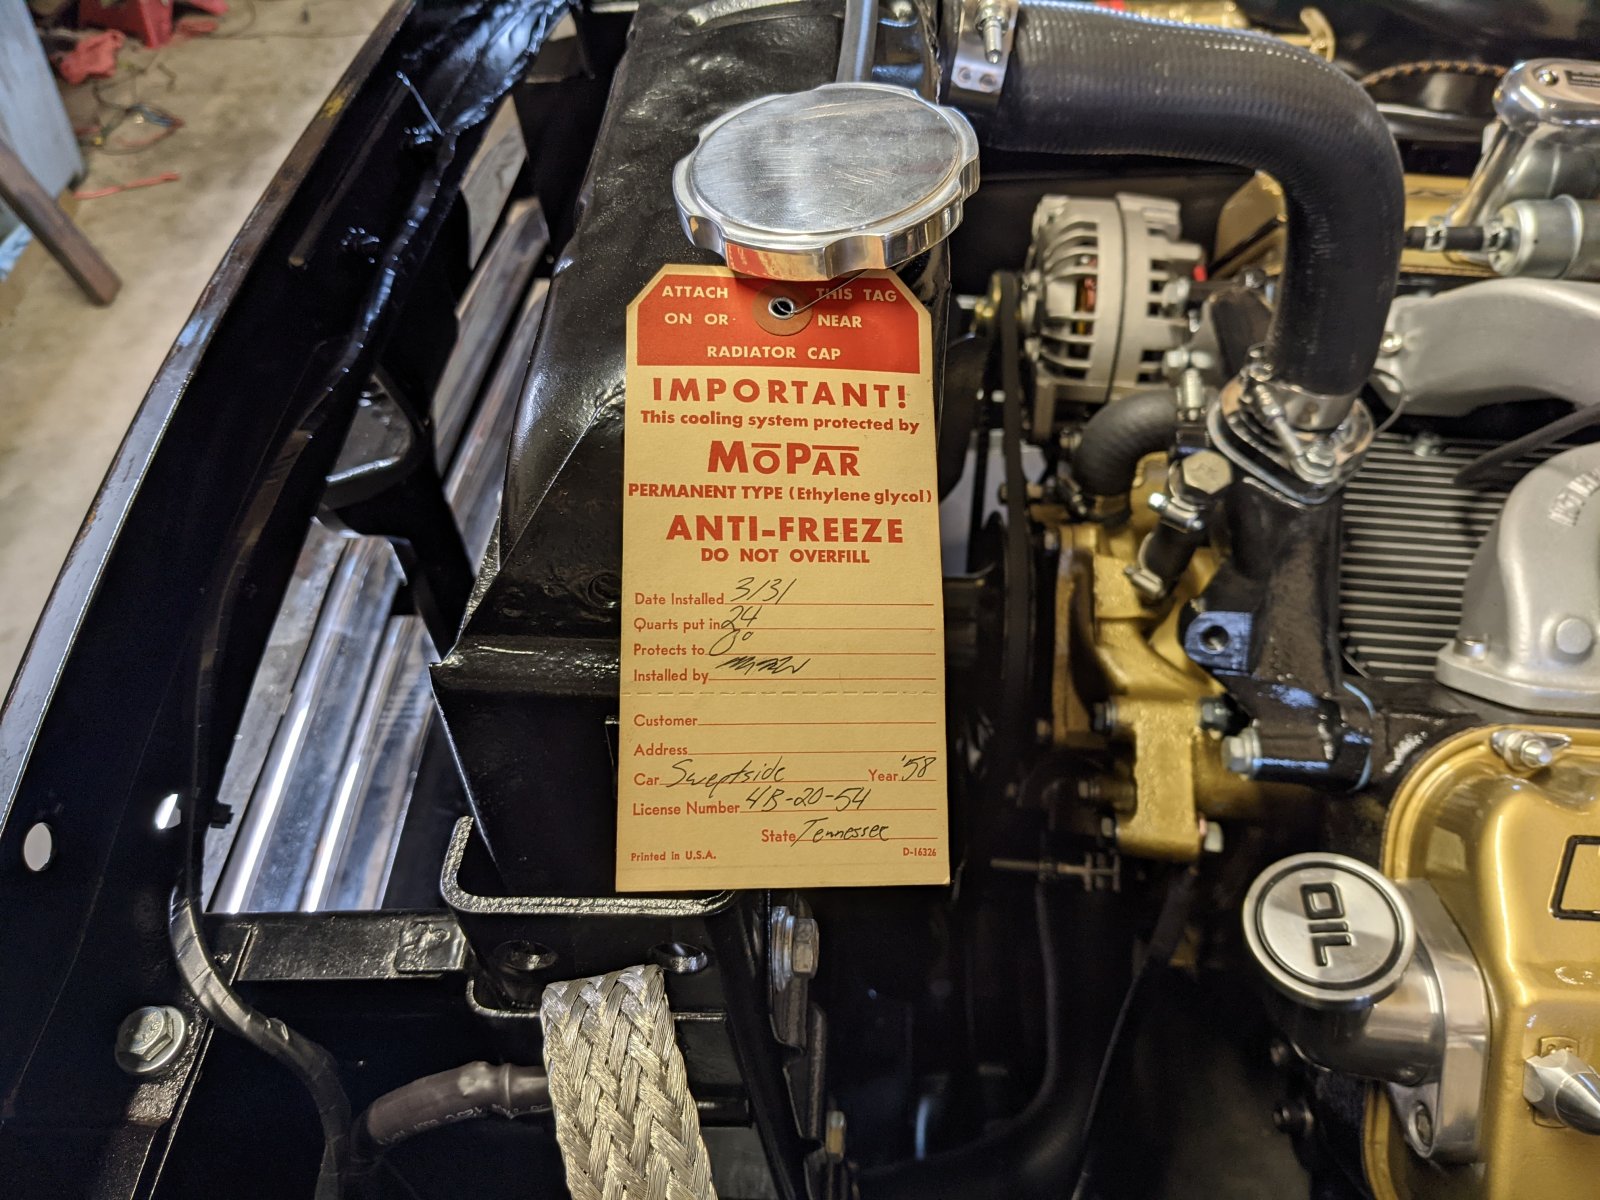 ATTACH THIS TAG
ON OR NEAR
RADIATOR CAP
IMPORTANT!
This cooling system protected by
MOPAR
PERMANENT TYPE (Ethylene glycol)
ANTI-FREEZE
DO NOT OVERFILL
Date Installed 3/31
Quarts put in 24
Protects to 0°
Installed by
Customer
Address
Car Sweptside Year '58
License Number 4B-20-54
State Tennessee
Printed in U.S.A. D-16326
OIL